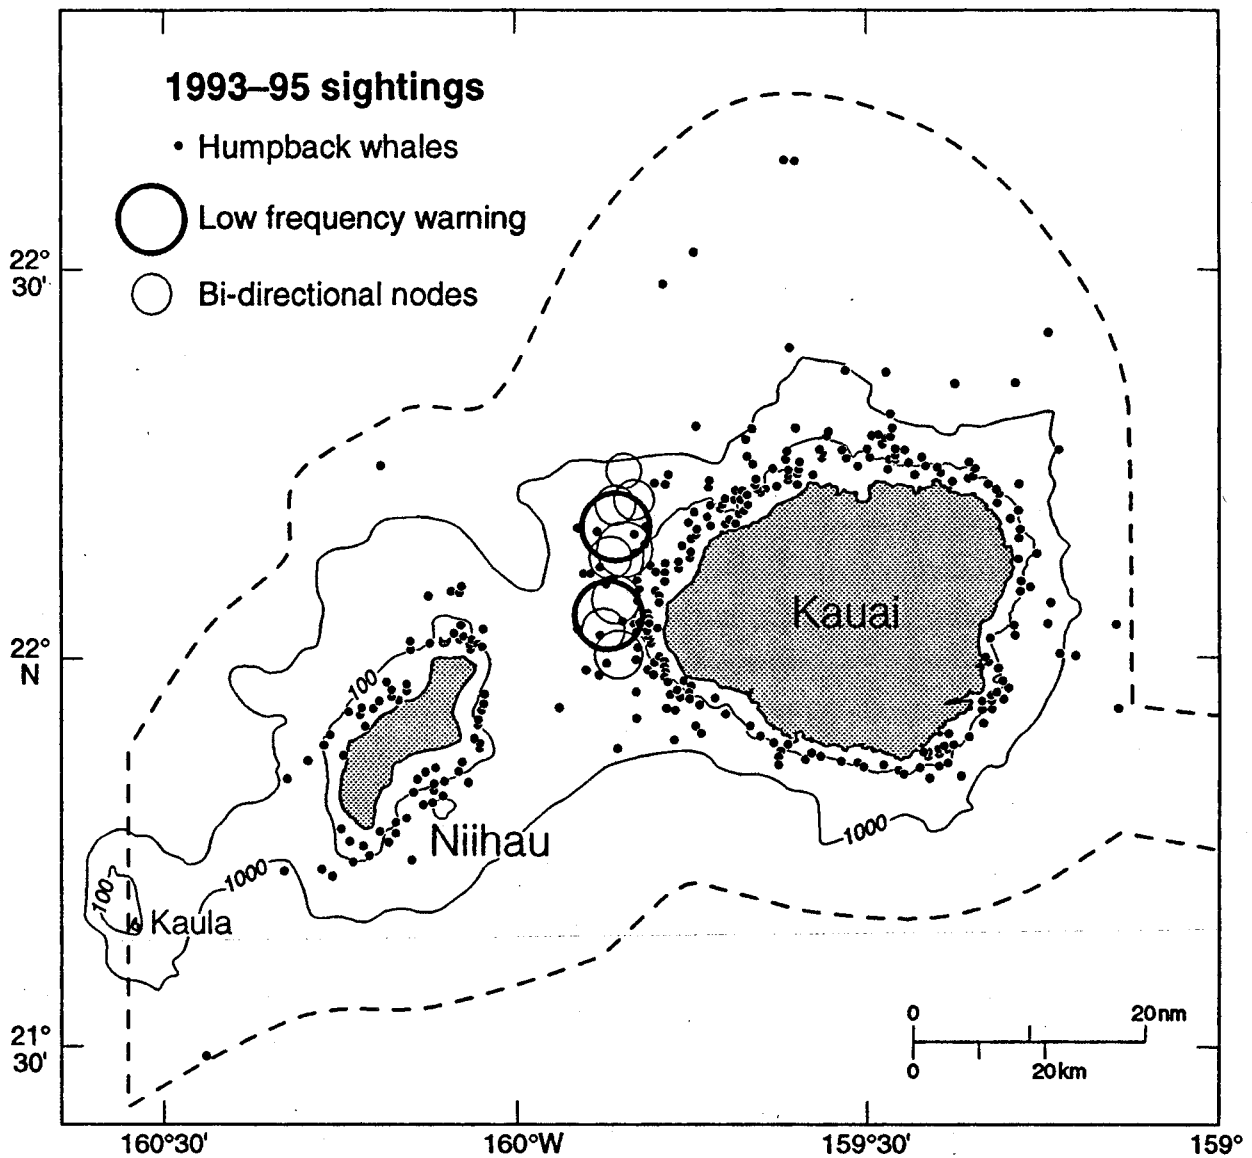 1993–95 sightings
Humpback whales
Low frequency warning
Bi-directional nodes
22°
30'
Kauai
22°
N
100
Niihau
1000
1000
100
Kaula
21°
30'
0 20nm
0 20km
160°30' 160°W 159°30' 159°